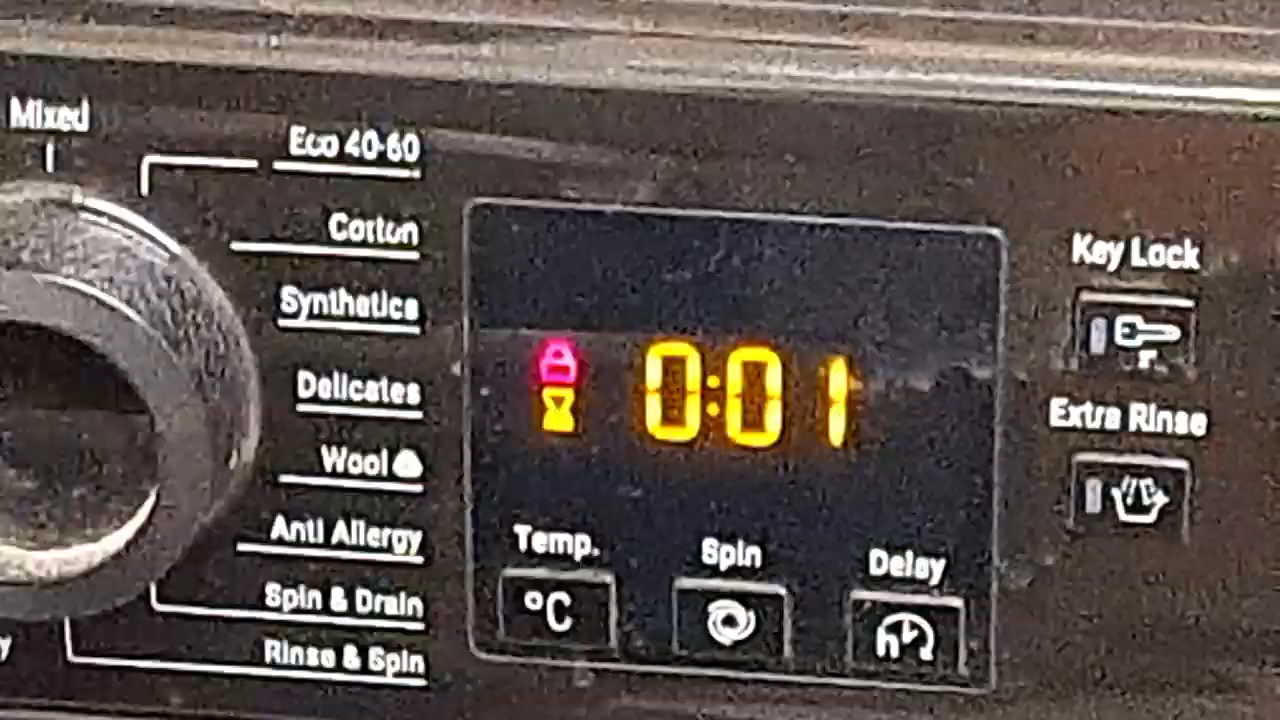 Mixed
Eco 40-60
Cotton
Synthetics
Delicates
Wool
Anti Allergy
Spin & Drain
Rinse & Spin
0:01
Temp.
°C
Spin
Delay
h
Key Lock
Extra Rinse